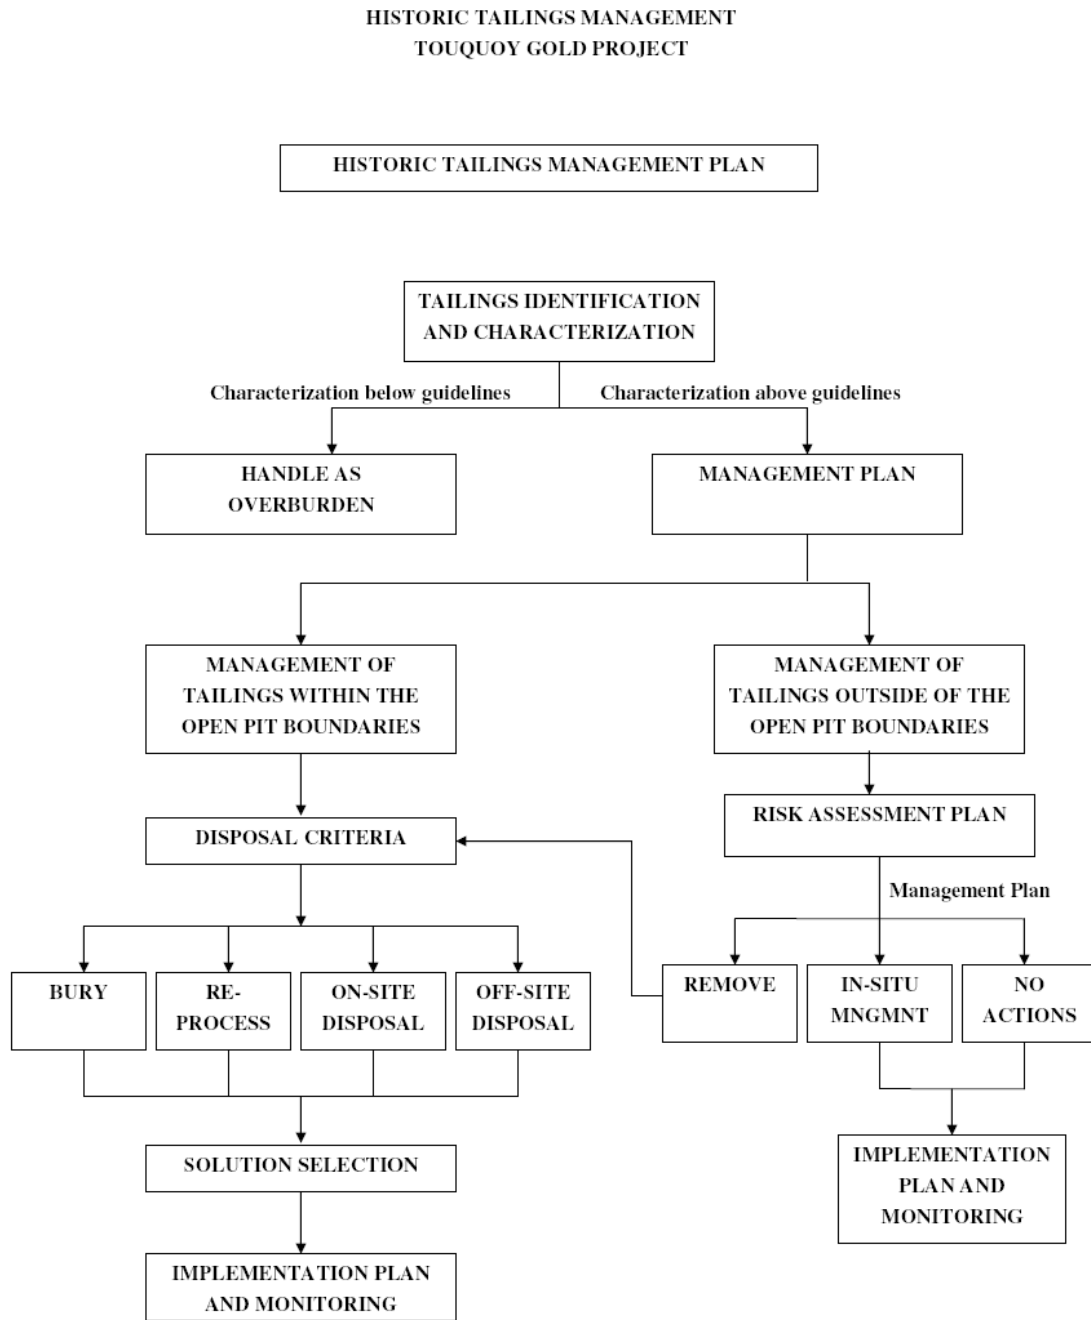 HISTORIC TAILINGS MANAGEMENT
TOUQUOY GOLD PROJECT
HISTORIC TAILINGS MANAGEMENT PLAN
TAILINGS IDENTIFICATION
AND CHARACTERIZATION
Characterization below guidelines
Characterization above guidelines
HANDLE AS
OVERBURDEN
MANAGEMENT PLAN
MANAGEMENT OF
TAILINGS WITHIN THE
OPEN PIT BOUNDARIES
MANAGEMENT OF
TAILINGS OUTSIDE OF THE
OPEN PIT BOUNDARIES
DISPOSAL CRITERIA
RISK ASSESSMENT PLAN
Management Plan
BURY
RE-
PROCESS
ON-SITE
DISPOSAL
OFF-SITE
DISPOSAL
REMOVE
IN-SITU
MNGMNT
NO
ACTIONS
SOLUTION SELECTION
IMPLEMENTATION
PLAN AND
MONITORING
IMPLEMENTATION PLAN
AND MONITORING